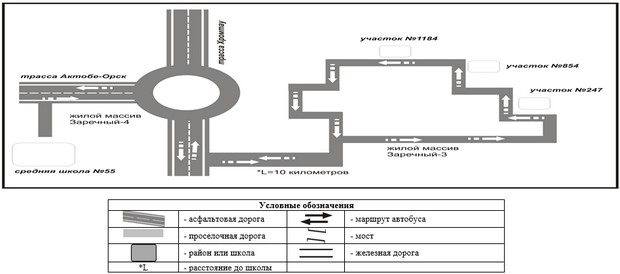 трасса Хромтау
участок №1184
участок №854
участок №247
трасса Актобе-Орск
жилой массив
Заречный-4
средняя школа №55
*L=10 километров
жилой массив
Заречный-3
Условные обозначения
- асфальтовая дорога
- маршрут автобуса
- проселочная дорога
- мост
- район или школа
- железная дорога
*L
- расстояние до школы